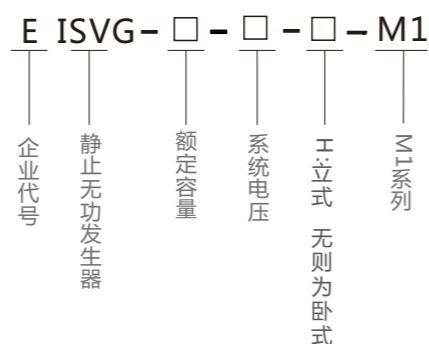 E ISVG-□-□-□-M1
企业代号
静止无功发生器
额定容量
系统电压
H:立式 无则为卧式
M1系列